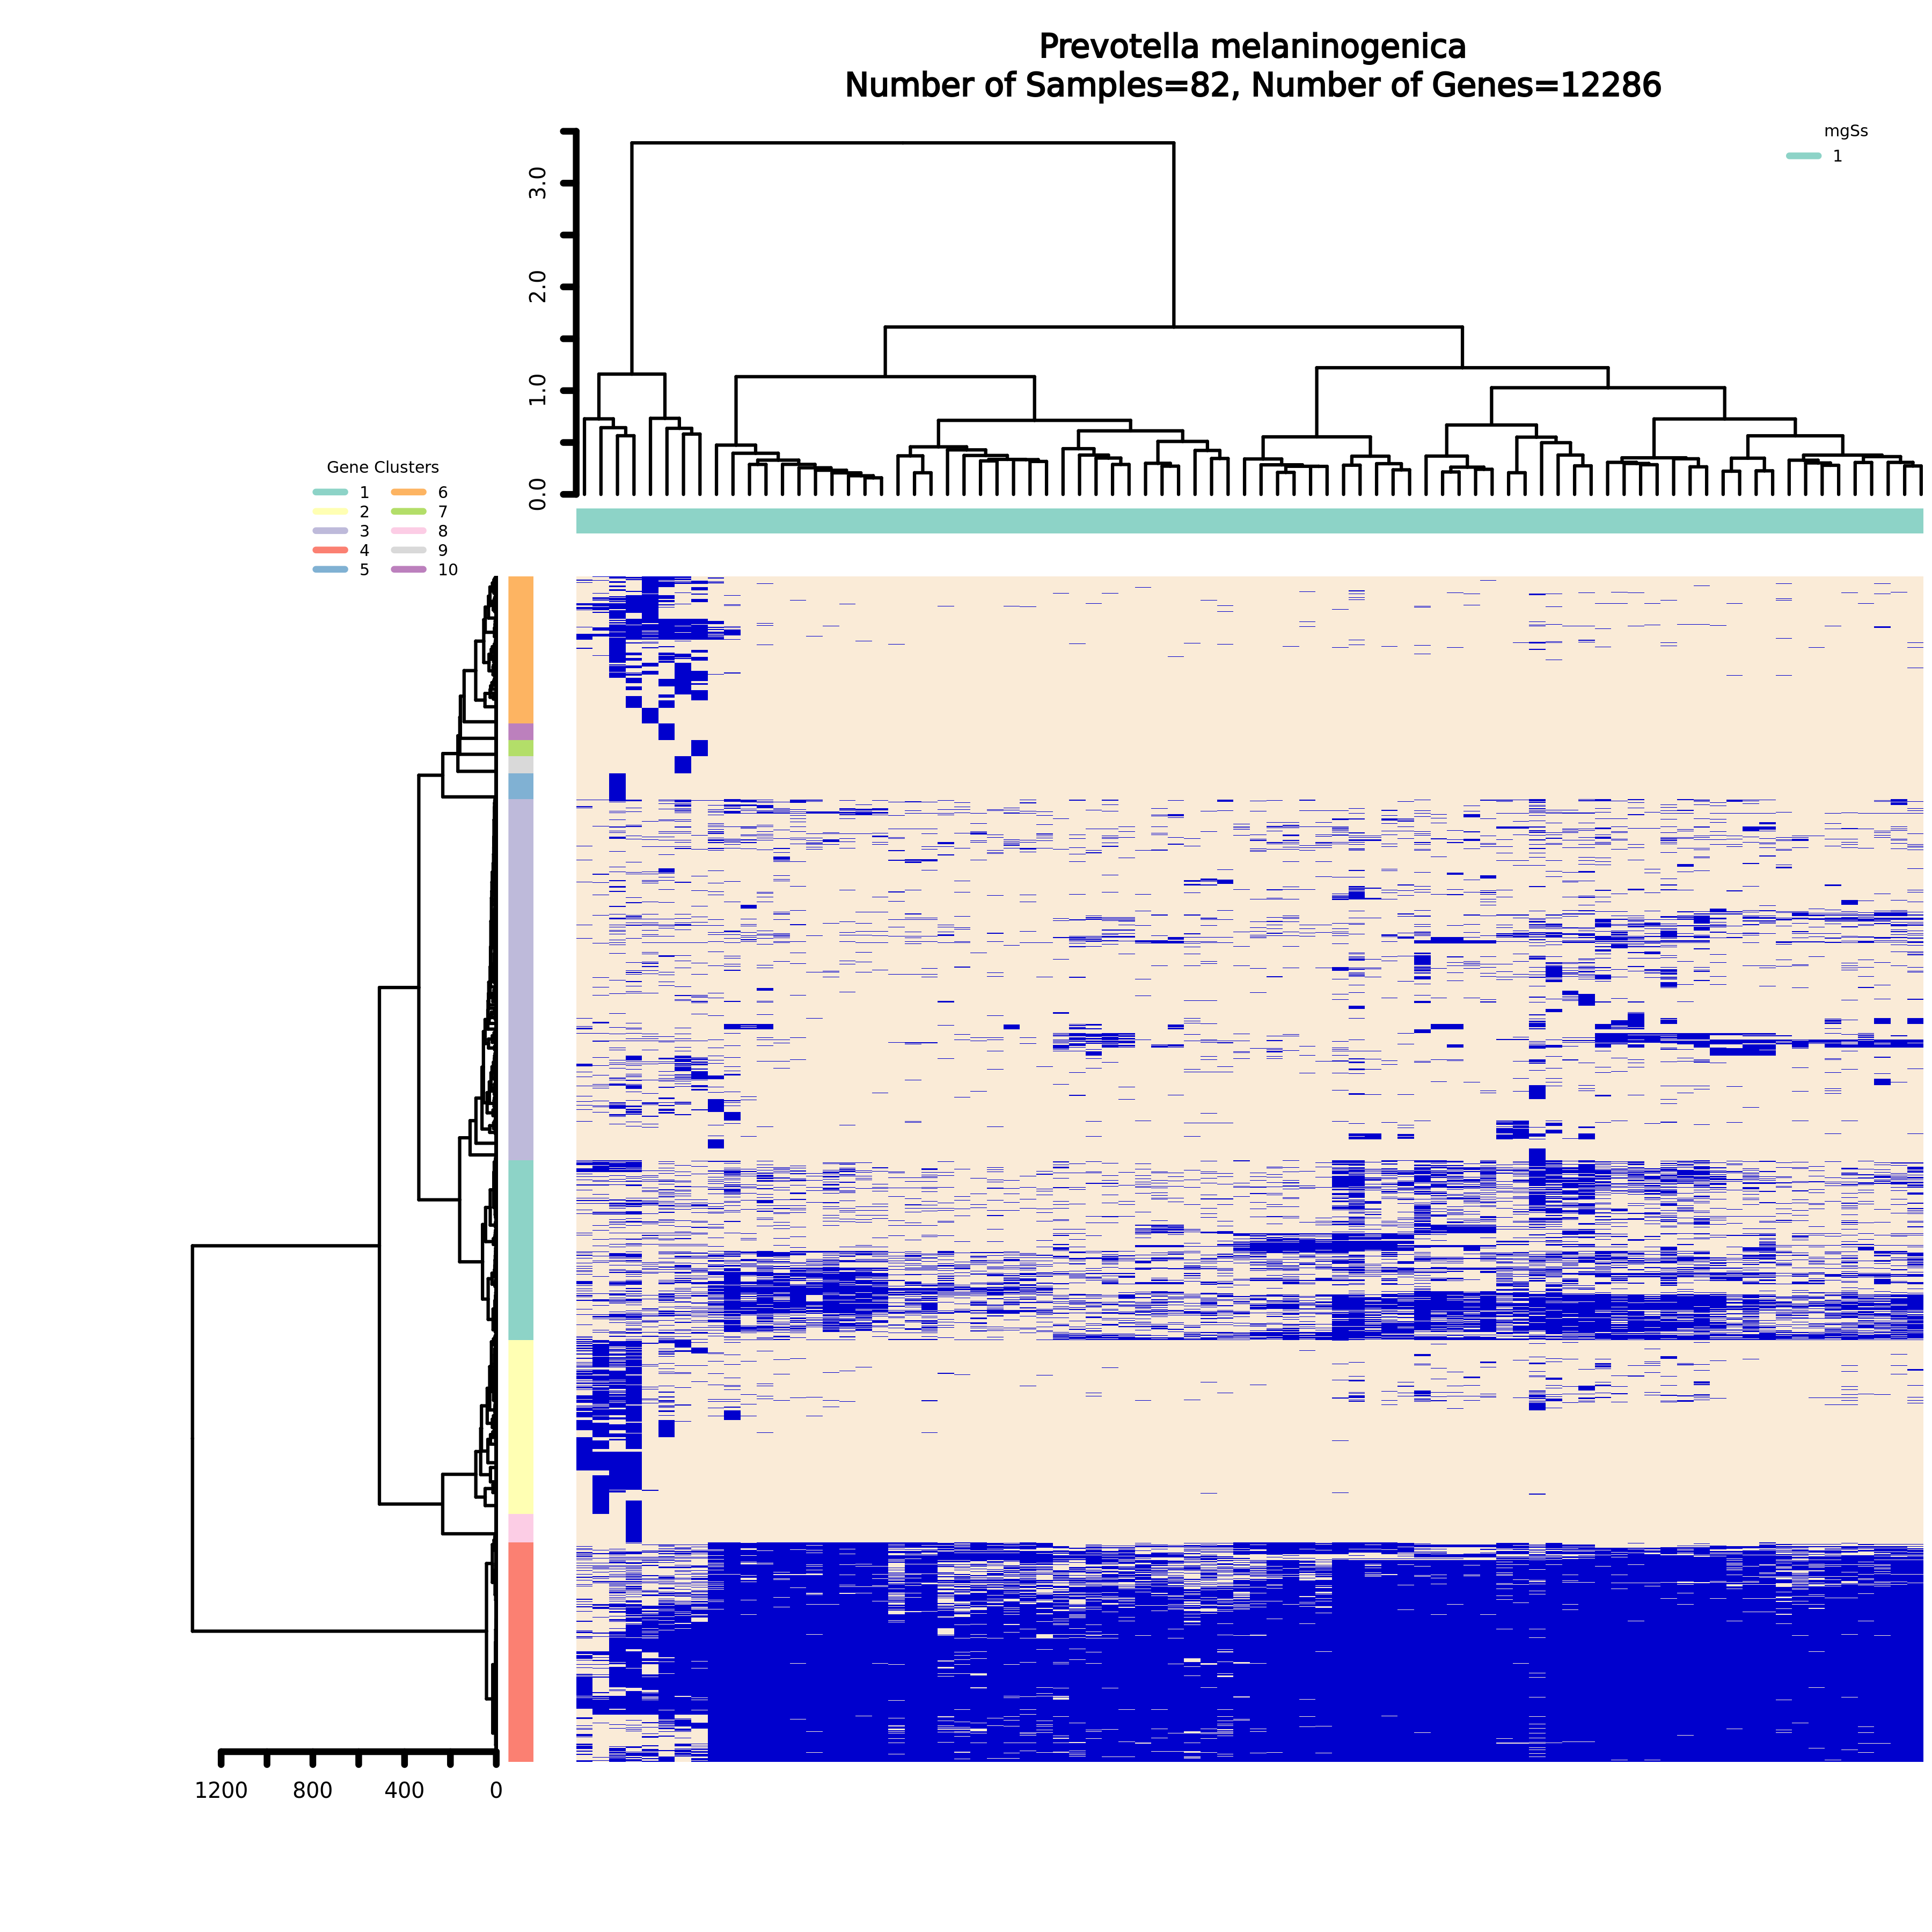 Prevotella melaninogenica
Number of Samples=82, Number of Genes=12286
mgSs
1
3.0
2.0
1.0
0.0
Gene Clusters
1 6
2 7
3 8
4 9
5 10
1200 800 400 0